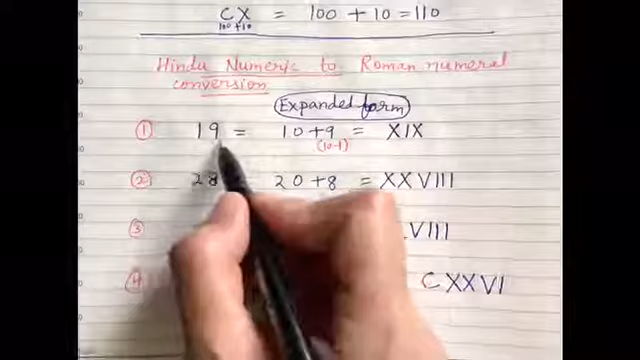 CX = 100 + 10 = 110
100+10
Hindu Numeric to Roman numeral
conversion
Expanded form
① 19 = 10+9 = XIX
(10-1)
② 28 20+8 = XXVIII
③ VIII
④ CXXVI